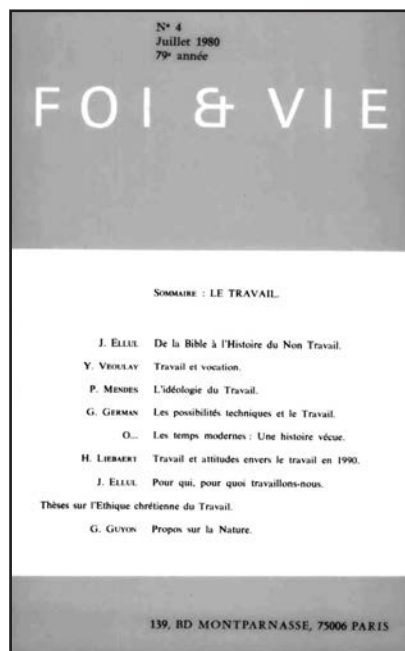 N° 4
Juillet 1980
79e année
FOI & VIE
SOMMAIRE : LE TRAVAIL.
J. ELLUL De la Bible à l'Histoire du Non Travail.
Y. VEOULAY Travail et vocation.
P. MENDES L'idéologie du Travail.
G. GERMAN Les possibilités techniques et le Travail.
O... Les temps modernes : Une histoire vécue.
H. LIEBAERT Travail et attitudes envers le travail en 1990.
J. ELLUL Pour qui, pour quoi travaillons-nous.
Thèses sur l'Ethique chrétienne du Travail.
G. GUYON Propos sur la Nature.
139, BD MONTPARNASSE, 75006 PARIS